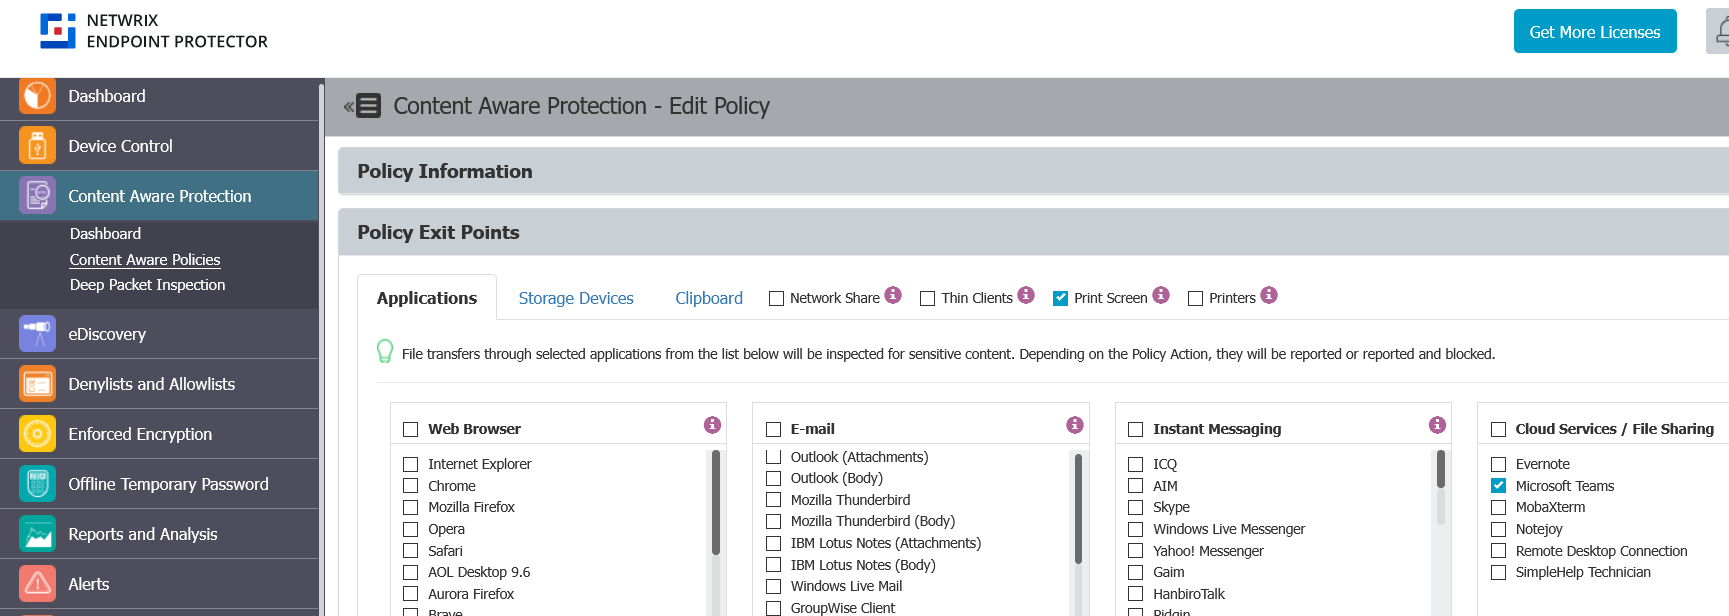 NETWRIX
ENDPOINT PROTECTOR
Get More Licenses
Dashboard
Device Control
Content Aware Protection
Dashboard
Content Aware Policies
Deep Packet Inspection
eDiscovery
Denylists and Allowlists
Enforced Encryption
Offline Temporary Password
Reports and Analysis
Alerts
Content Aware Protection - Edit Policy
Policy Information
Policy Exit Points
Applications Storage Devices Clipboard Network Share Thin Clients Print Screen Printers
File transfers through selected applications from the list below will be inspected for sensitive content. Depending on the Policy Action, they will be reported or reported and blocked.
Web Browser
Internet Explorer
Chrome
Mozilla Firefox
Opera
Safari
AOL Desktop 9.6
Aurora Firefox
Brave
E-mail
Outlook (Attachments)
Outlook (Body)
Mozilla Thunderbird
Mozilla Thunderbird (Body)
IBM Lotus Notes (Attachments)
IBM Lotus Notes (Body)
Windows Live Mail
GroupWise Client
Instant Messaging
ICQ
AIM
Skype
Windows Live Messenger
Yahoo! Messenger
Gaim
HanbiroTalk
Pidgin
Cloud Services / File Sharing
Evernote
Microsoft Teams
MobaXterm
Notejoy
Remote Desktop Connection
SimpleHelp Technician